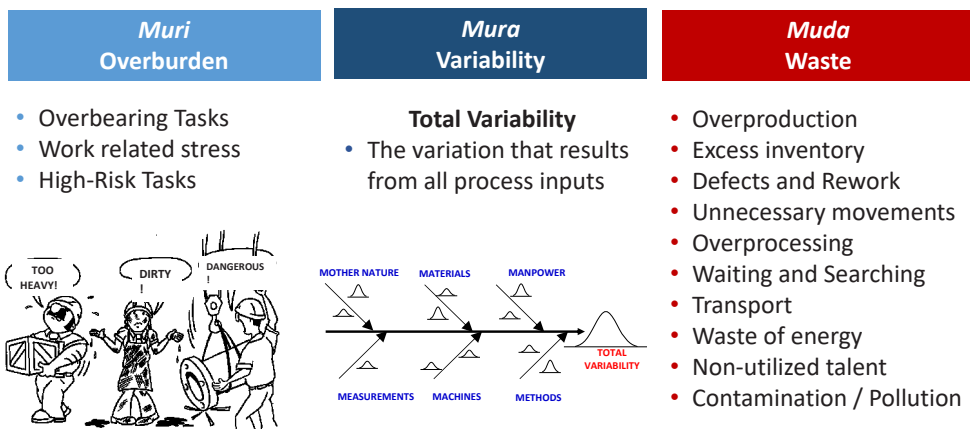 Muri
Overburden
• Overbearing Tasks
• Work related stress
• High-Risk Tasks
TOO
HEAVY!
DIRTY
!
DANGEROUS
!
Mura
Variability
Total Variability
• The variation that results
from all process inputs
MOTHER NATURE
MATERIALS
MANPOWER
TOTAL
VARIABILITY
MEASUREMENTS
MACHINES
METHODS
Muda
Waste
• Overproduction
• Excess inventory
• Defects and Rework
• Unnecessary movements
• Overprocessing
• Waiting and Searching
• Transport
• Waste of energy
• Non-utilized talent
• Contamination / Pollution